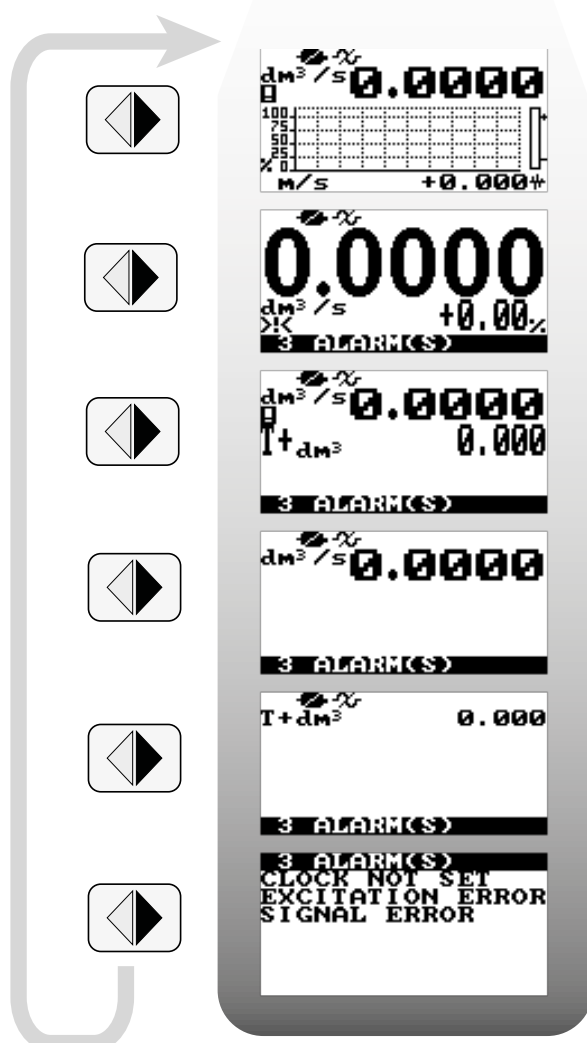 dm³/s 0.0000
100
75
50
25
% 0
m/s +0.000
0.0000
dm³/s
+0.00%
3 ALARM(S)
dm³/s 0.0000
T+dm³ 0.000
3 ALARM(S)
dm³/s 0.0000
3 ALARM(S)
T+dm³ 0.000
3 ALARM(S)
3 ALARM(S)
CLOCK NOT SET
EXCITATION ERROR
SIGNAL ERROR